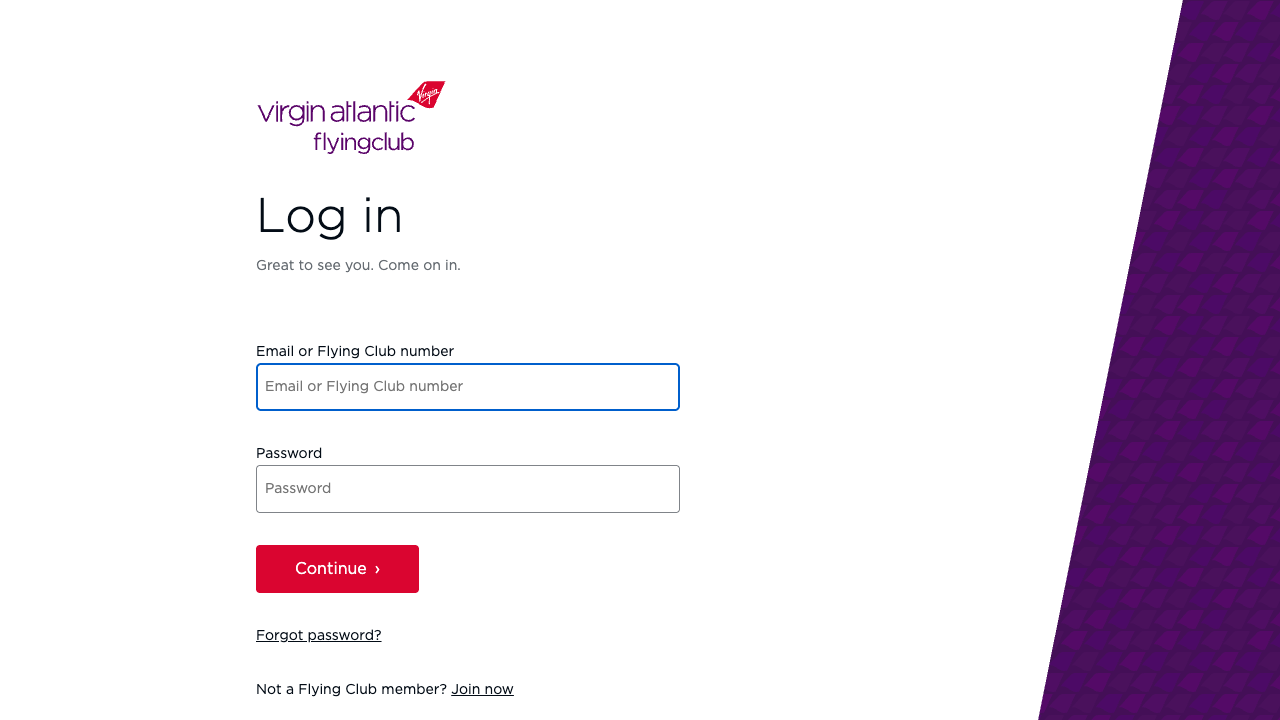 Virgin
virgin atlantic
flyingclub
Log in
Great to see you. Come on in.
Email or Flying Club number
Email or Flying Club number
Password
Password
Continue ›
Forgot password?
Not a Flying Club member? Join now